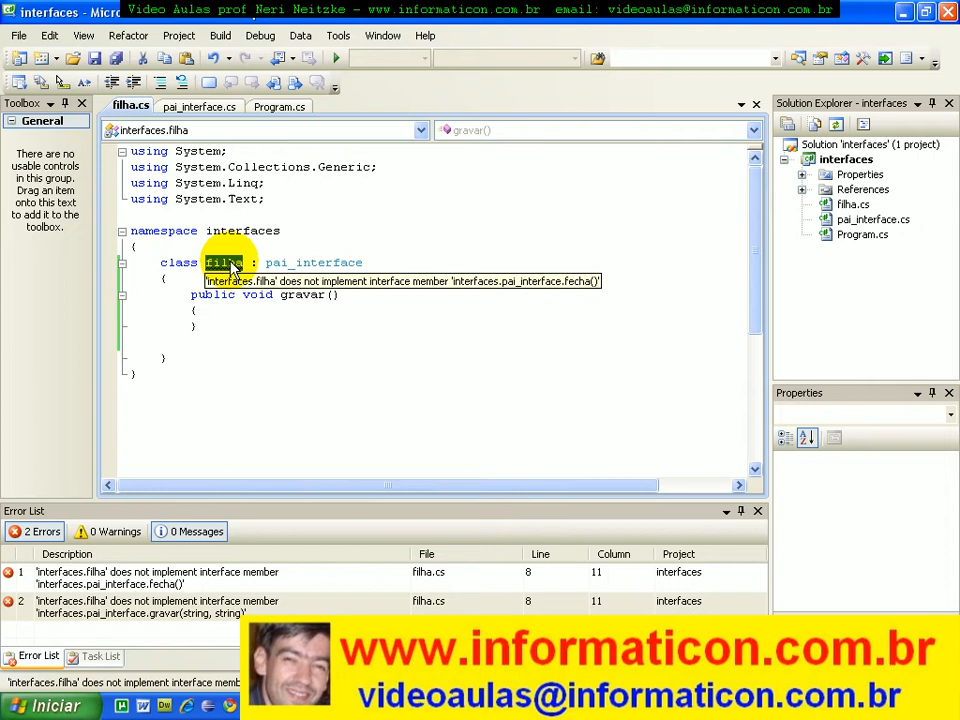 interfaces - Micros
Video Aulas prof Neri Neitzke – www.informaticon.com.br email: videoaulas@informaticon.com.br
File Edit View Refactor Project Build Debug Data Tools Window Help
Toolbox
General
There are no
usable controls
in this group.
Drag an item
onto this text
to add it to the
toolbox.
filha.cs pai_interface.cs Program.cs
interfaces.filha gravar()
using System;
using System.Collections.Generic;
using System.Linq;
using System.Text;
namespace interfaces
{
class filha : pai_interface
{
'interfaces.filha' does not implement interface member 'interfaces.pai_interface.fecha()'
public void gravar()
{
}
}
}
Solution Explorer - interfaces
Solution 'interfaces' (1 project)
interfaces
Properties
References
filha.cs
pai_interface.cs
Program.cs
Properties
Error List
2 Errors 0 Warnings 0 Messages
Description File Line Column Project
1 'interfaces.filha' does not implement interface member 'interfaces.pai_interface.fecha()' filha.cs 8 11 interfaces
2 'interfaces.filha' does not implement interface member 'interfaces.pai_interface.gravar(string, string)' filha.cs 8 11 interfaces
Error List Task List
'interfaces.filha' does not implement interface memb
Iniciar
www.informaticon.com.br
videoaulas@informaticon.com.br